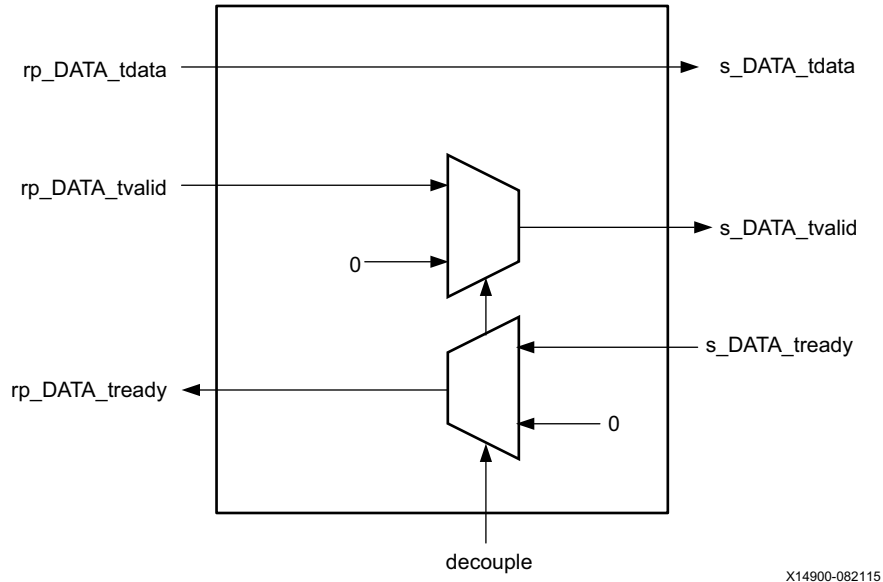 rp_DATA_tdata
s_DATA_tdata
rp_DATA_tvalid
s_DATA_tvalid
0
s_DATA_tready
rp_DATA_tready
0
decouple
X14900-082115